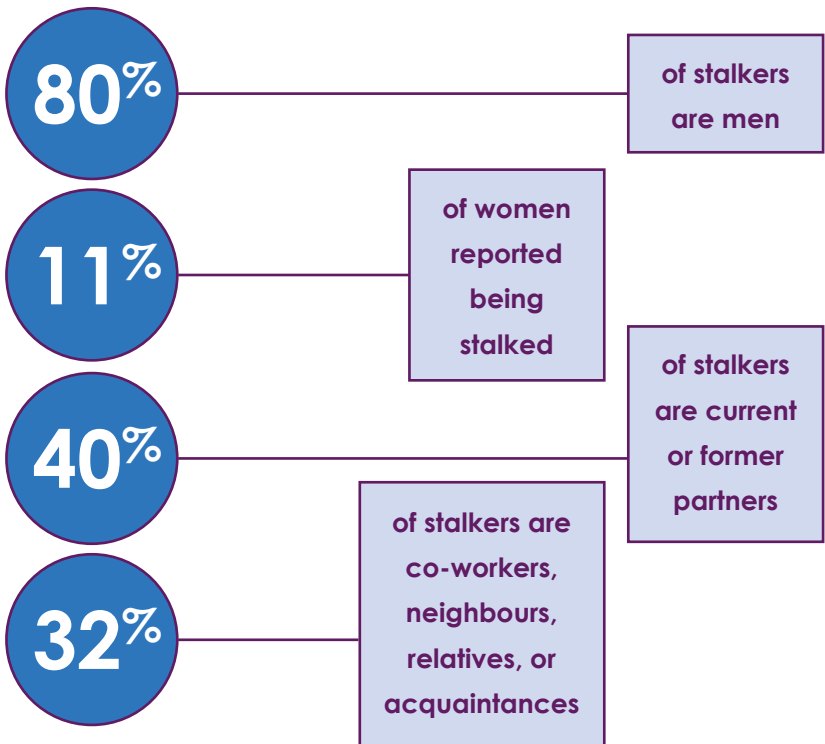 80%
of stalkers
are men
11%
of women
reported
being
stalked
40%
of stalkers
are current
or former
partners
32%
of stalkers are
co-workers,
neighbours,
relatives, or
acquaintances